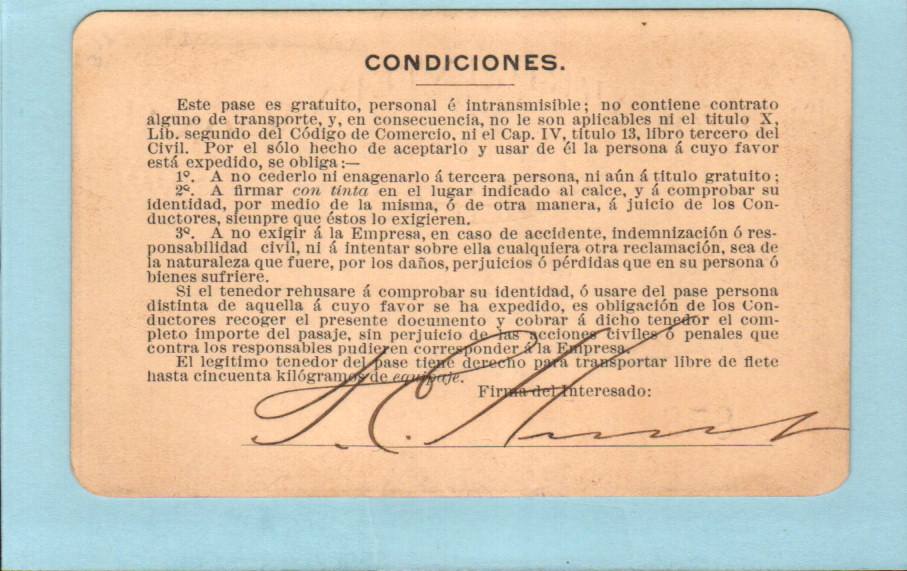 CONDICIONES.
Este pase es gratuito, personal é intransmisible; no contiene contrato
alguno de transporte, y, en consecuencia, no le son aplicables ni el titulo X,
Lib. segundo del Código de Comercio, ni el Cap. IV, titulo 13, libro tercero del
Civil. Por el sólo hecho de aceptarlo y usar de él la persona á cuyo favor
está expedido, se obliga:—
1º. A no cederlo ni enagenarlo á tercera persona, ni aún á titulo gratuito;
2º. A firmar con tinta en el lugar indicado al calce, y á comprobar su
identidad, por medio de la misma, ó de otra manera, á juicio de los Con-
ductores, siempre que éstos lo exigieren.
3º. A no exigir á la Empresa, en caso de accidente, indemnización ó res-
ponsabilidad civil, ni á intentar sobre ella cualquiera otra reclamación, sea de
la naturaleza que fuere, por los daños, perjuicios ó pérdidas que en su persona ó
bienes sufriere.
Si el tenedor rehusare á comprobar su identidad, ó usare del pase persona
distinta de aquella á cuyo favor se ha expedido, es obligación de los Con-
ductores recoger el presente documento y cobrar á dicho tenedor el com-
pleto importe del pasaje, sin perjuicio de las acciones civiles ó penales que
contra los responsables pudieren corresponder á la Empresa.
El legitimo tenedor del pase tiene derecho para transportar libre de flete
hasta cincuenta kilógramos de equipaje.
Firma del Interesado: